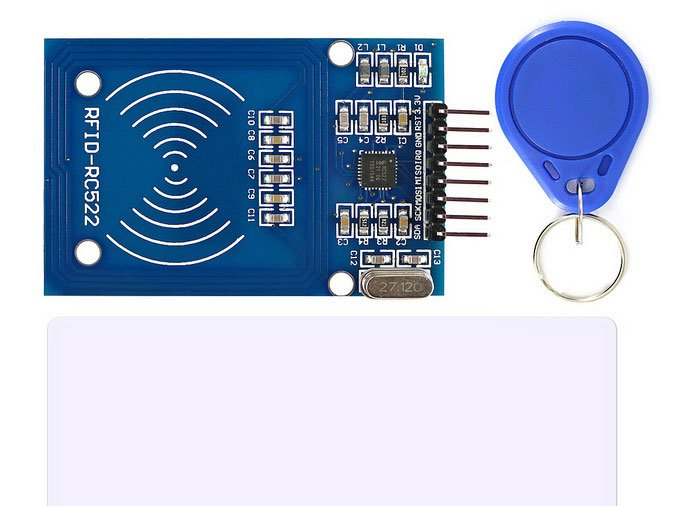 RFID-RC522
L2
L1
R1
D1
C5
C4
R2
C1
C10
C8
C6
C7
C9
C11
3.3V
RST
GND
IRQ
MISO
MOSI
SCK
SDA
C3
R4
R3
C2
C12
C13
27.120